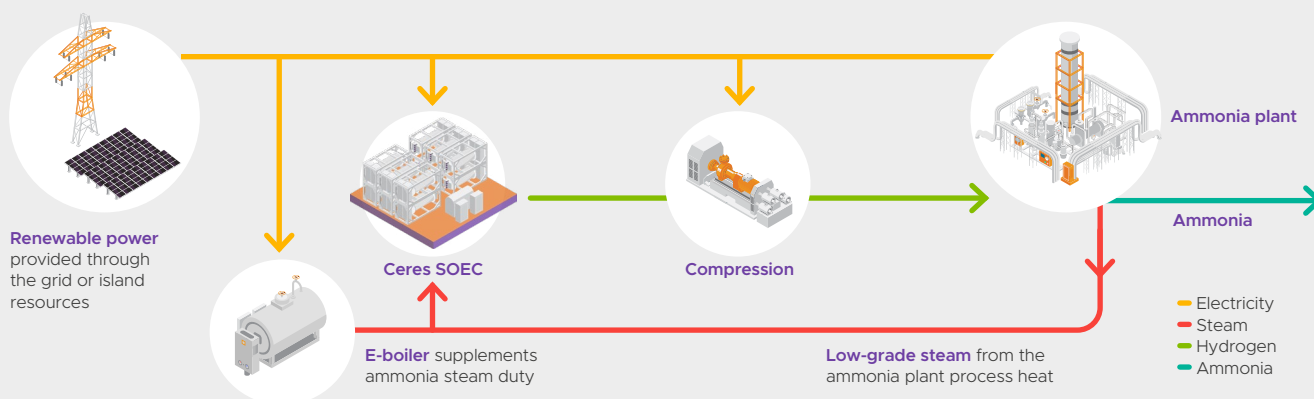 Ammonia plant
Renewable power
provided through
the grid or island
resources
Ceres SOEC
Compression
Ammonia
E-boiler supplements
ammonia steam duty
Low-grade steam from the
ammonia plant process heat
Electricity
Steam
Hydrogen
Ammonia